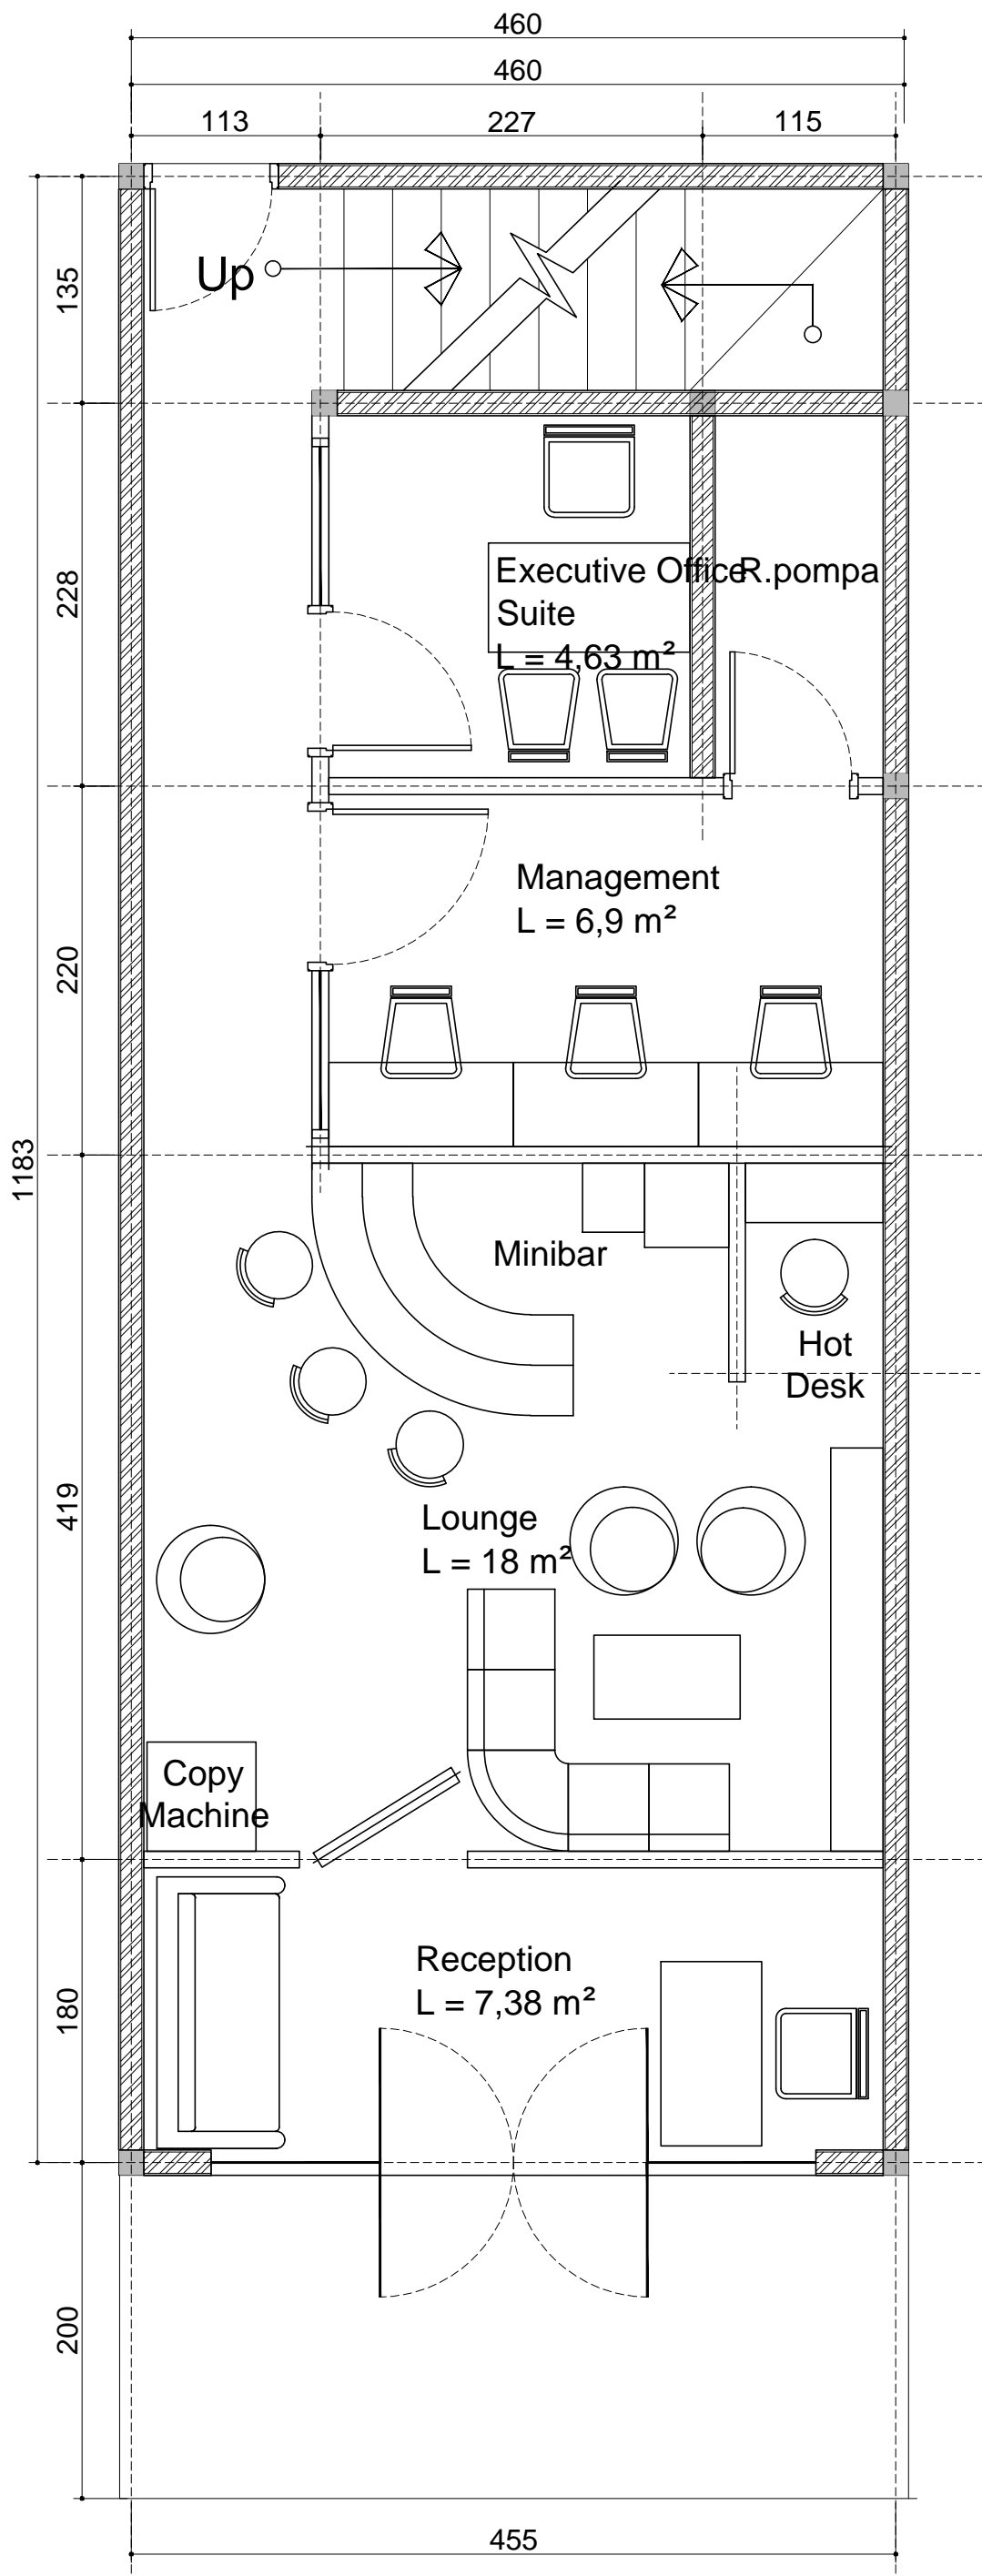 460
460
113
227
115
135
Up
228
Executive Office
Suite
L = 4,63 m²
R.pompa
Management
L = 6,9 m²
220
1183
Minibar
Hot
Desk
419
Lounge
L = 18 m²
Copy
Machine
Reception
L = 7,38 m²
180
200
455